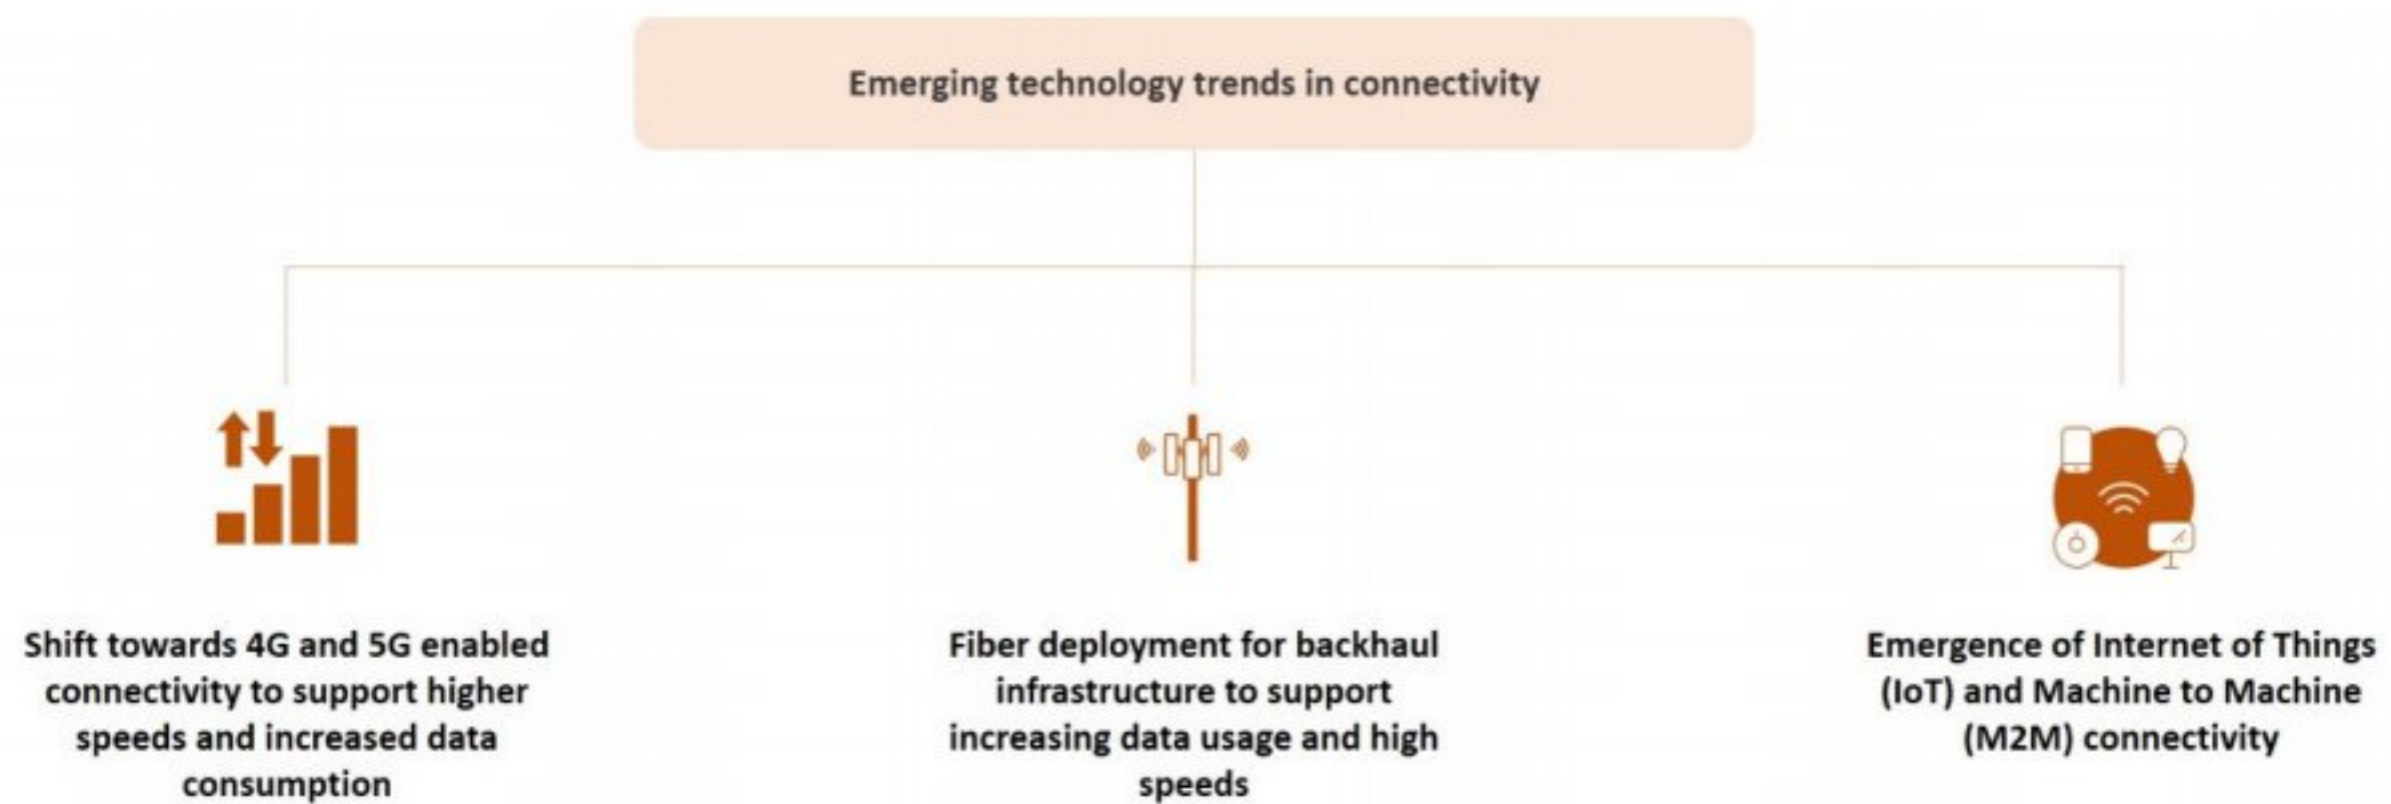 Emerging technology trends in connectivity
Shift towards 4G and 5G enabled
connectivity to support higher
speeds and increased data
consumption
Fiber deployment for backhaul
infrastructure to support
increasing data usage and high
speeds
Emergence of Internet of Things
(IoT) and Machine to Machine
(M2M) connectivity